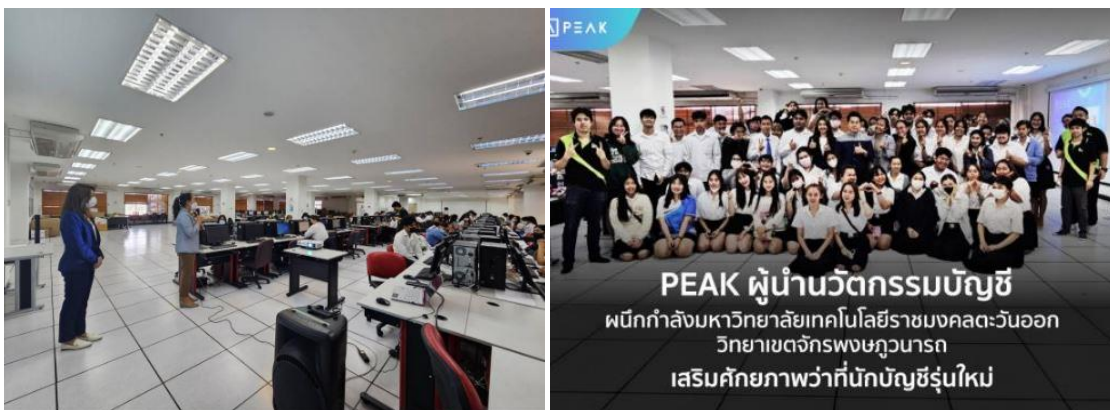 PEAK
PEAK ผู้นำนวัตกรรมบัญชี
ผนึกกำลังมหาวิทยาลัยเทคโนโลยีราชมงคลตะวันออก
วิทยาเขตจักรพงษภูวนารถ
เสริมศักยภาพว่าที่นักบัญชีรุ่นใหม่